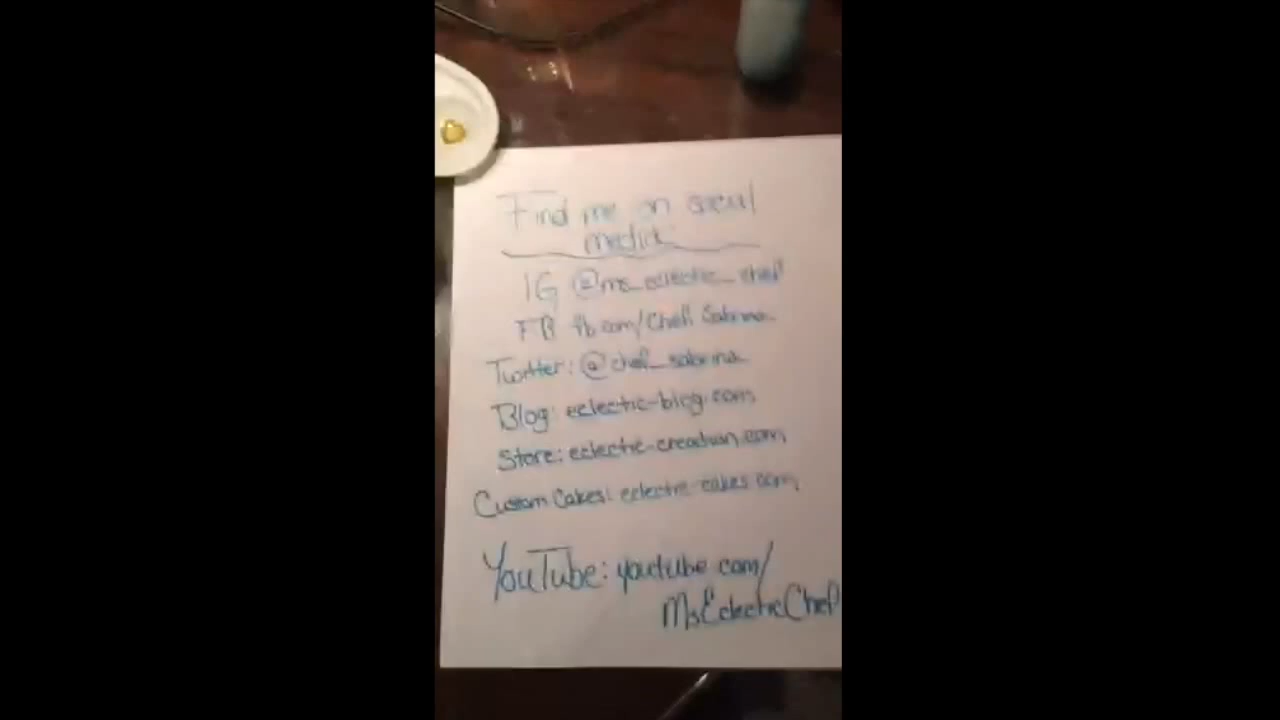 Find me on social
media
IG @ms_eclectic_chef
FB fb.com/Chef.Sabrina
Twitter: @chef_sabrina
Blog: eclectic-blog.com
Store: eclectic-creation.com
Custom Cakes: eclectic-cakes.com
YouTube: youtube.com/
MsEclecticChef